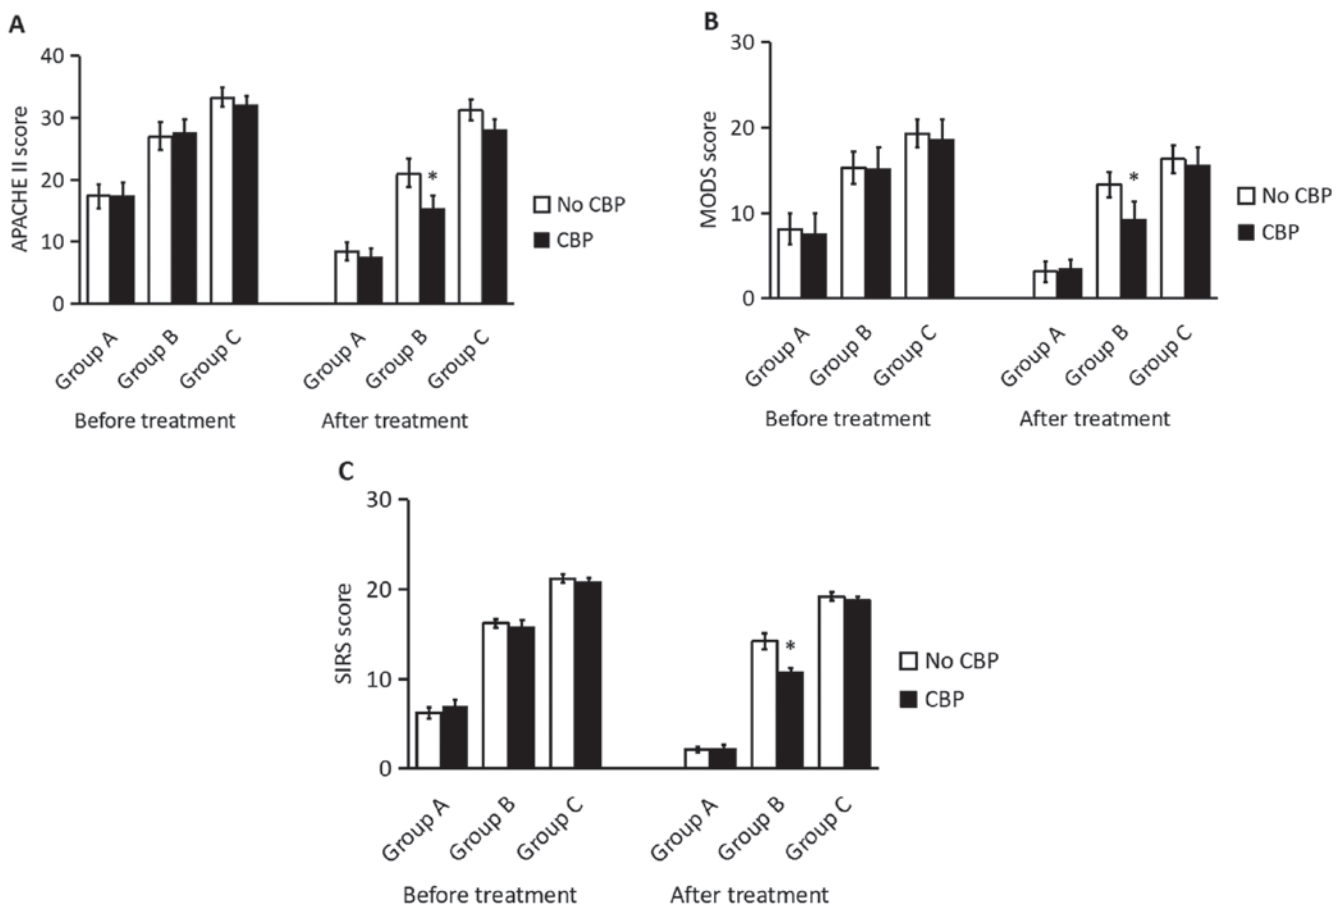 A
APACHE II score
40
30
20
10
0
*
No CBP
CBP
Group A
Group B
Group C
Group A
Group B
Group C
Before treatment
After treatment
B
MODS score
30
20
10
0
*
No CBP
CBP
Group A
Group B
Group C
Group A
Group B
Group C
Before treatment
After treatment
C
SIRS score
30
20
10
0
*
No CBP
CBP
Group A
Group B
Group C
Group A
Group B
Group C
Before treatment
After treatment